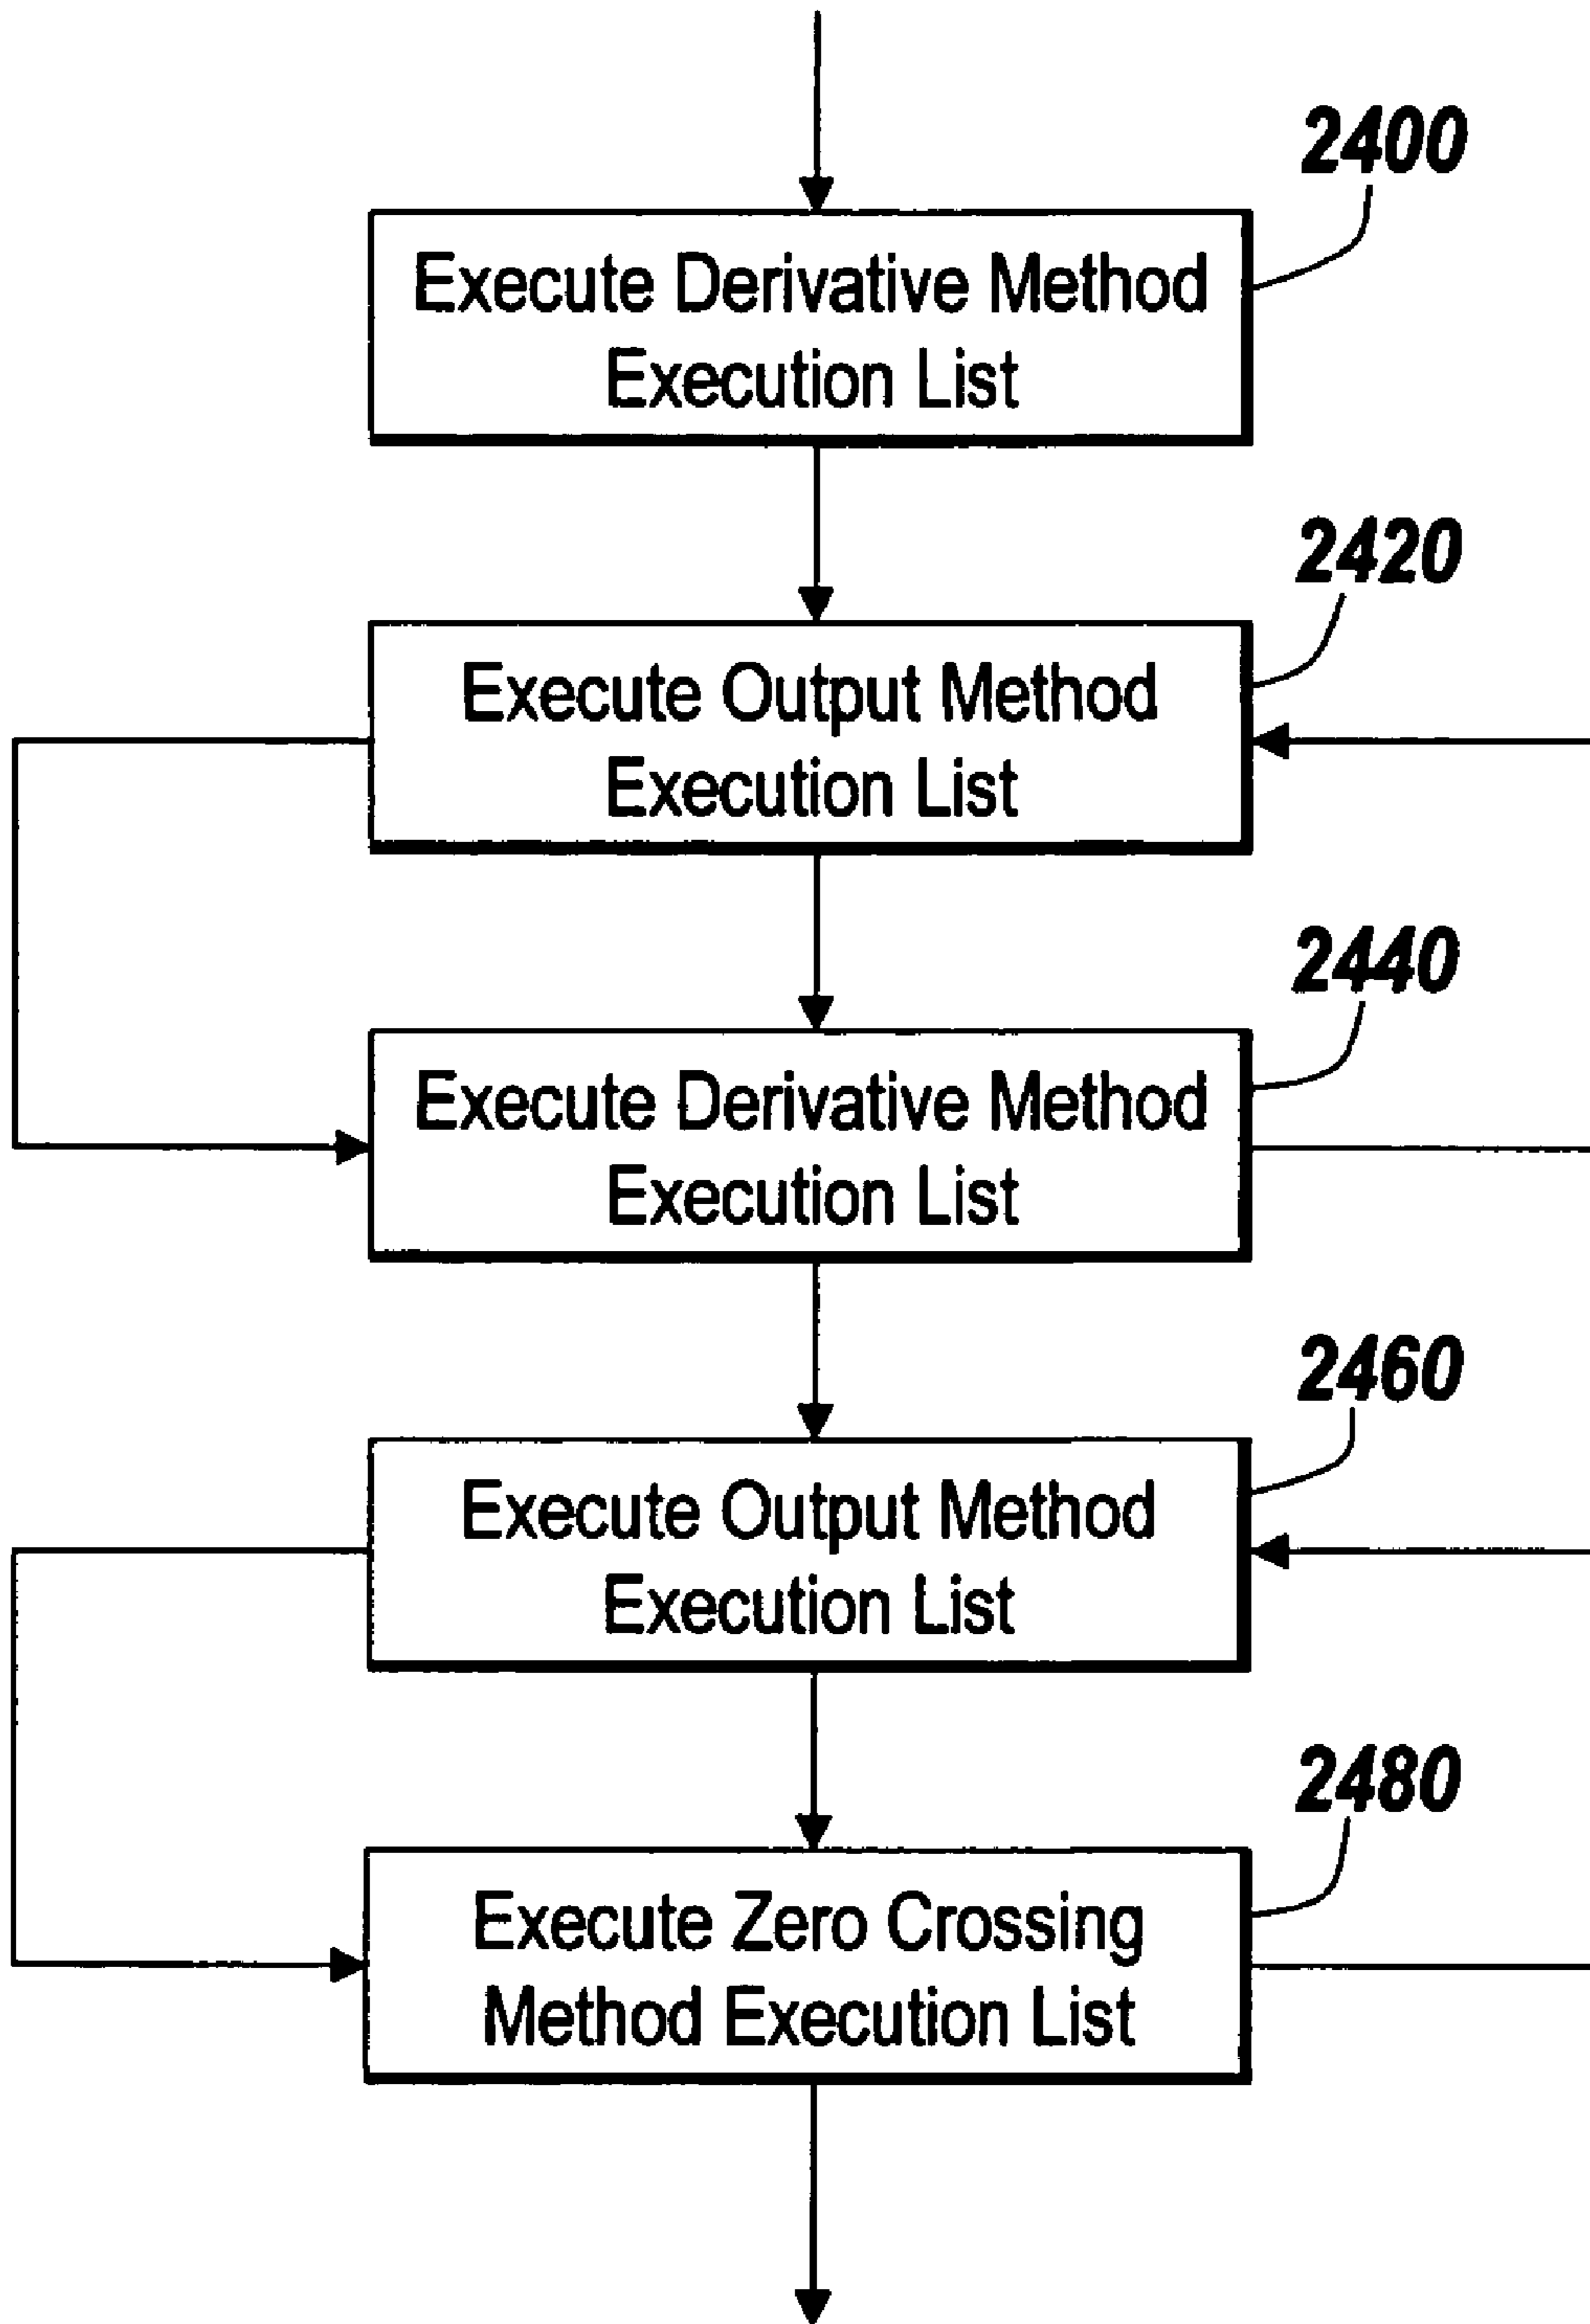 2400
Execute Derivative Method
Execution List
2420
Execute Output Method
Execution List
2440
Execute Derivative Method
Execution List
2460
Execute Output Method
Execution List
2480
Execute Zero Crossing
Method Execution List